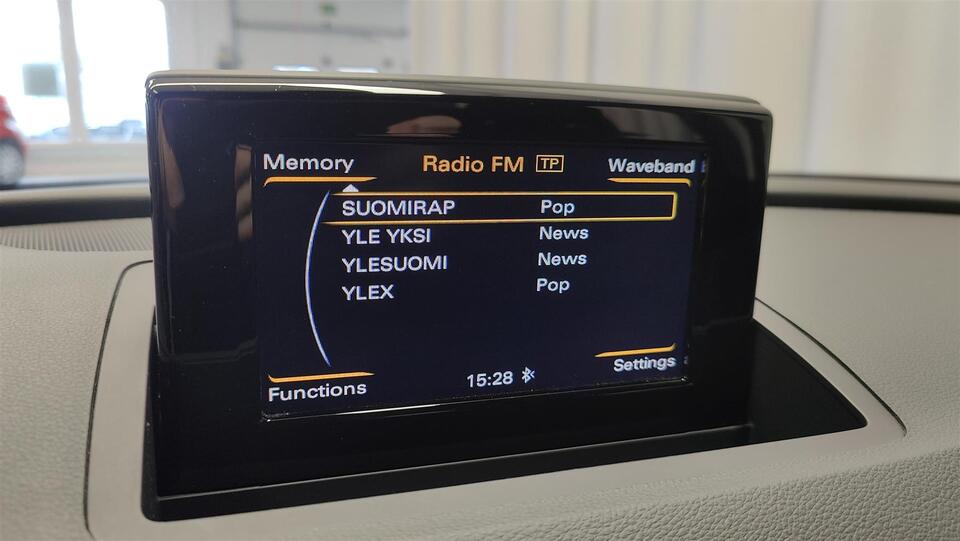 Memory Radio FM TP Waveband
SUOMIRAP Pop
YLE YKSI News
YLESUOMI News
YLEX Pop
Functions 15:28 Settings